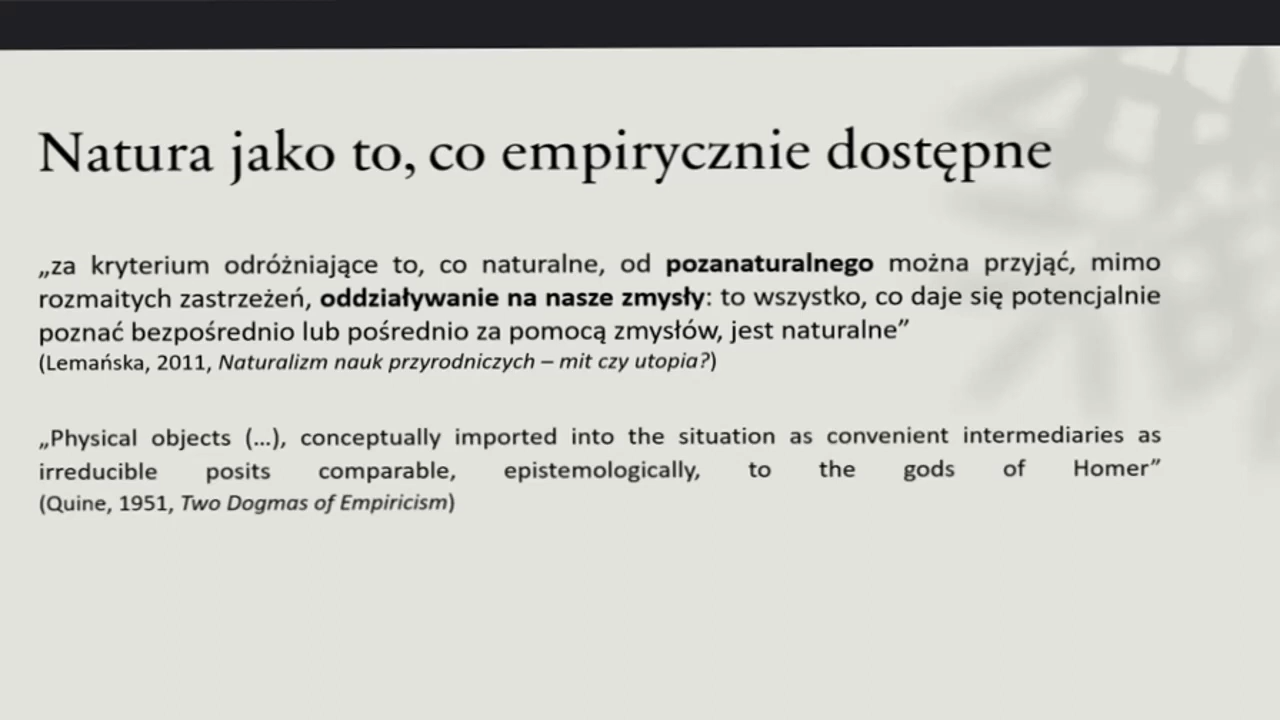 Natura jako to, co empirycznie dostępne
„za kryterium odróżniające to, co naturalne, od pozanaturalnego można przyjąć, mimo
rozmaitych zastrzeżeń, oddziaływanie na nasze zmysły: to wszystko, co daje się potencjalnie
poznać bezpośrednio lub pośrednio za pomocą zmysłów, jest naturalne”
(Lemańska, 2011, Naturalizm nauk przyrodniczych – mit czy utopia?)
„Physical objects (...), conceptually imported into the situation as convenient intermediaries as
irreducible posits comparable, epistemologically, to the gods of Homer”
(Quine, 1951, Two Dogmas of Empiricism)